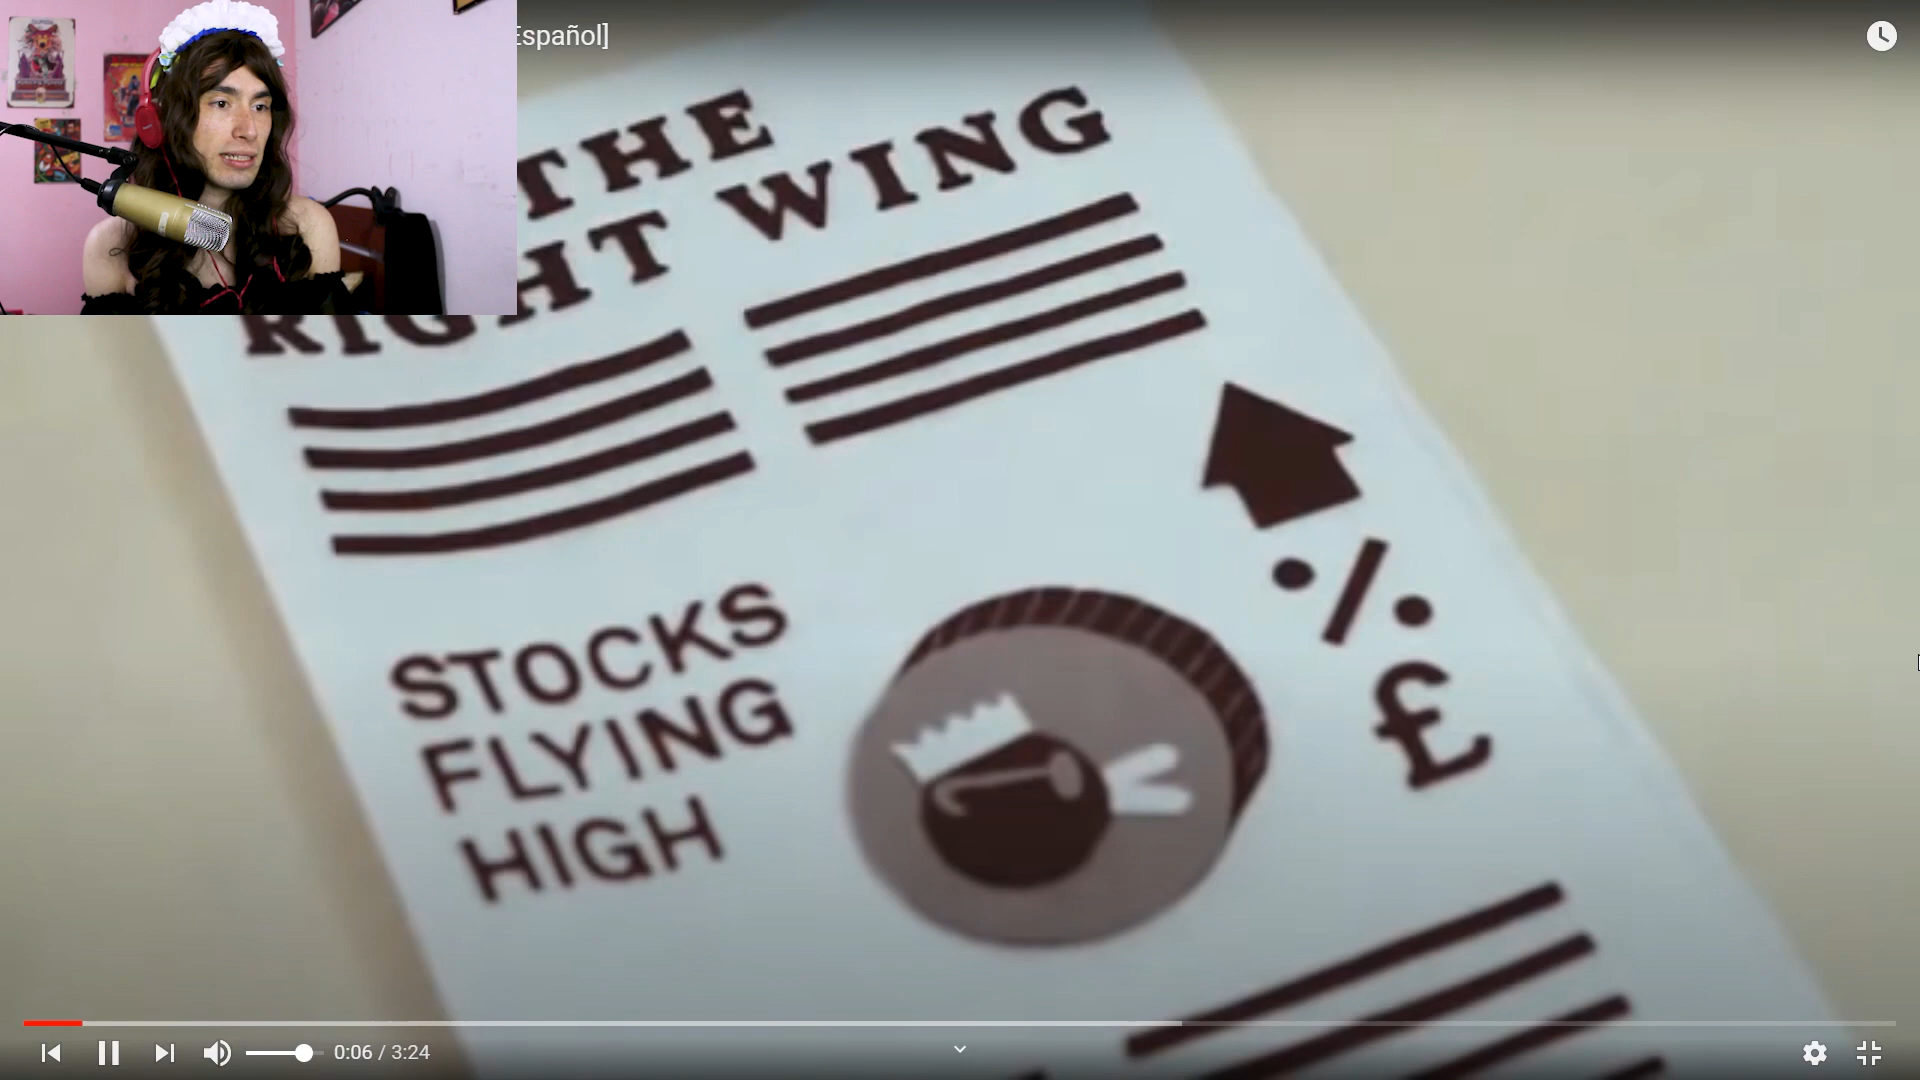 Español]
THE
RIGHT WING
STOCKS
FLYING
HIGH
%
£
0:06 / 3:24